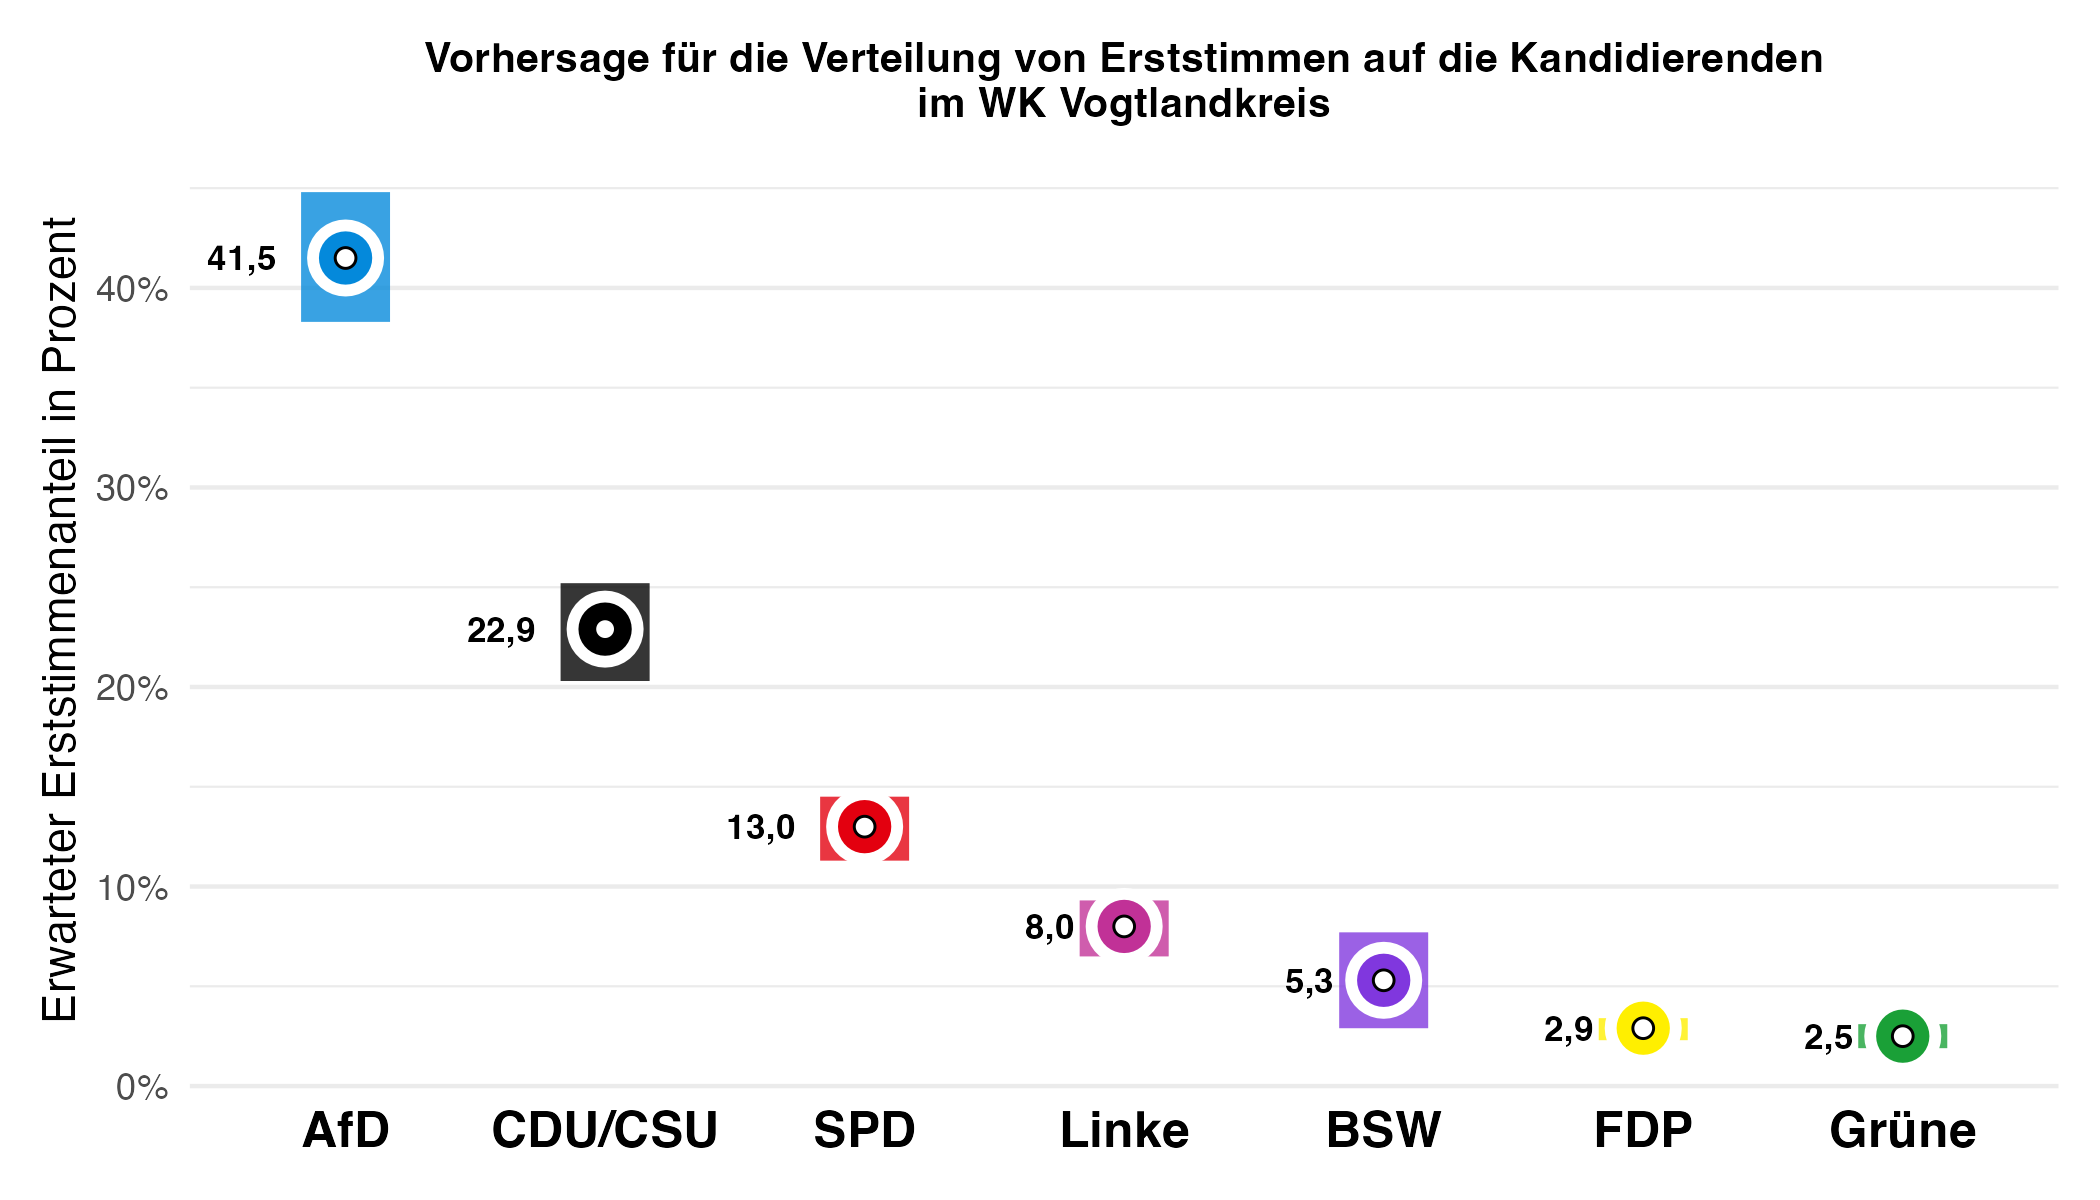 Vorhersage für die Verteilung von Erststimmen auf die Kandidierenden
im WK Vogtlandkreis
Erwarteter Erststimmenanteil in Prozent
40%
30%
20%
10%
0%
41,5
22,9
13,0
8,0
5,3
2,9
2,5
AfD
CDU/CSU
SPD
Linke
BSW
FDP
Grüne